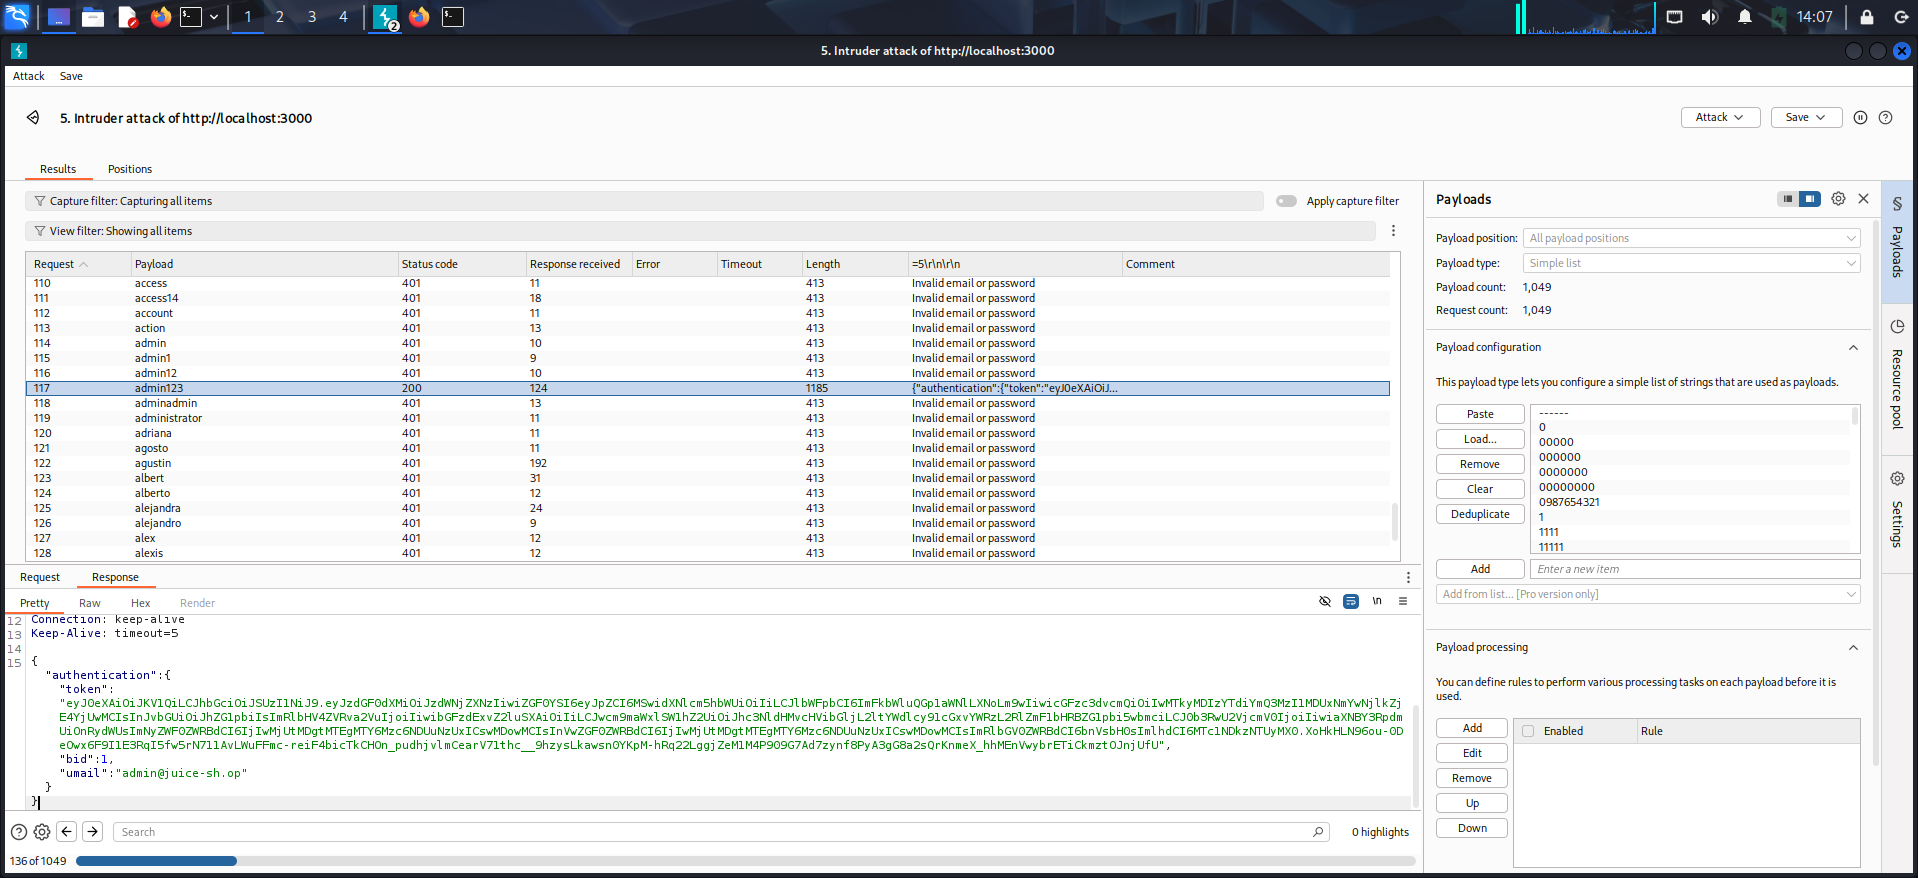 1 2 3 4 2 14:07
5. Intruder attack of http://localhost:3000
Attack Save
5. Intruder attack of http://localhost:3000
Attack Save
Results Positions
Capture filter: Capturing all items Apply capture filter
View filter: Showing all items
Request Payload Status code Response received Error Timeout Length =5\r\n\r\n Comment
110 access 401 11 413 Invalid email or password
111 access14 401 18 413 Invalid email or password
112 account 401 11 413 Invalid email or password
113 action 401 13 413 Invalid email or password
114 admin 401 10 413 Invalid email or password
115 admin1 401 9 413 Invalid email or password
116 admin12 401 10 413 Invalid email or password
117 admin123 200 124 1185 {"authentication":{"token":"eyJ0eXAiOiJ...
118 adminadmin 401 13 413 Invalid email or password
119 administrator 401 11 413 Invalid email or password
120 adriana 401 11 413 Invalid email or password
121 agosto 401 11 413 Invalid email or password
122 agustin 401 192 413 Invalid email or password
123 albert 401 31 413 Invalid email or password
124 alberto 401 12 413 Invalid email or password
125 alejandra 401 24 413 Invalid email or password
126 alejandro 401 9 413 Invalid email or password
127 alex 401 12 413 Invalid email or password
128 alexis 401 12 413 Invalid email or password
Request Response
Pretty Raw Hex Render \n
12 Connection: keep-alive
13 Keep-Alive: timeout=5
14
15 {
"authentication":{
"token":
"bid":1,
"umail":"admin@juice-sh.op"
}
}
Search 0 highlights
136 of 1049
Payloads
Payload position: All payload positions
Payload type: Simple list
Payload count: 1,049
Request count: 1,049
Payload configuration
This payload type lets you configure a simple list of strings that are used as payloads.
Paste
Load...
Remove
Clear
Deduplicate
------
0
00000
000000
0000000
00000000
0987654321
1
1111
11111
Add Enter a new item
Add from list... [Pro version only]
Payload processing
You can define rules to perform various processing tasks on each payload before it is
used.
Add
Edit
Remove
Up
Down
Enabled Rule
§
Payloads
Resource pool
Settings